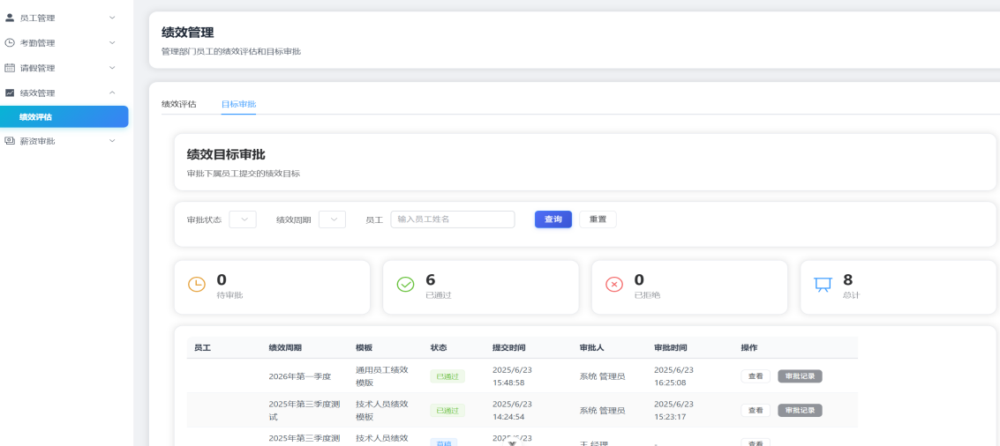 员工管理
考勤管理
请假管理
绩效管理
绩效评估
薪资审批
绩效管理
管理部门员工的绩效评估和目标审批
绩效评估 目标审批
绩效目标审批
审批下属员工提交的绩效目标
审批状态 绩效周期 员工 输入员工姓名 查询 重置
0 6 0 8
待审批 已通过 已拒绝 总计
员工 绩效周期 模板 状态 提交时间 审批人 审批时间 操作
2026年第一季度 通用员工绩效模版 已通过 2025/6/23 15:48:58 系统 管理员 2025/6/23 16:25:08 查看 审批记录
2025年第三季度测试 技术人员绩效模板 已通过 2025/6/23 14:24:54 系统 管理员 2025/6/23 15:23:17 查看 审批记录
2025年第三季度测 技术人员绩效 草稿 2025/6/23 王 经理 - 查看